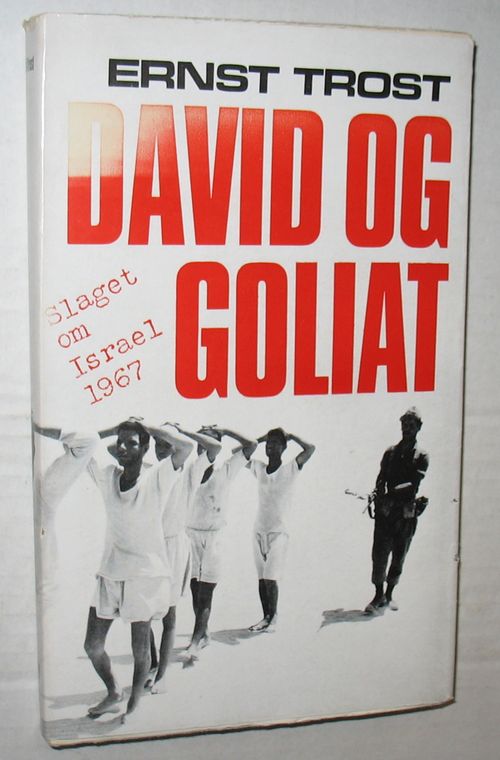 ERNST TROST
DAVID OG
GOLIAT
Slaget
om
Israel
1967